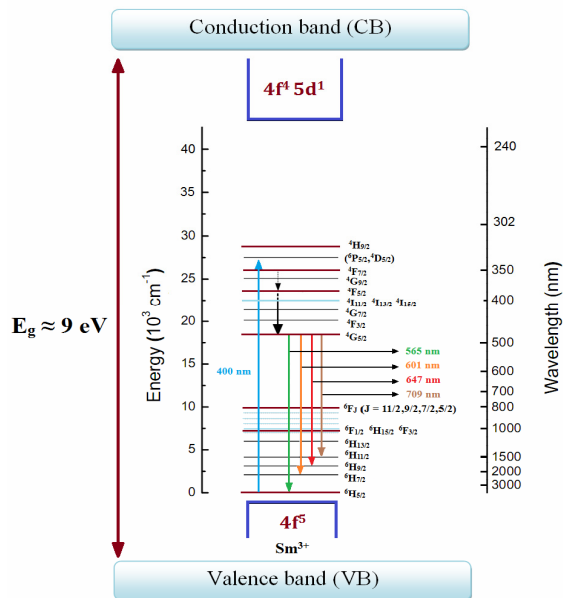 Conduction band (CB)
4f⁴ 5d¹
E_g ≈ 9 eV
Energy (10³ cm⁻¹)
40
35
30
25
20
15
10
5
0
⁴H₉/₂
(⁶P₅/₂,⁴D₅/₂)
⁴F₇/₂
⁴G₉/₂
⁴F₅/₂
⁴I₁₁/₂ ⁴I₁₃/₂ ⁴I₁₅/₂
⁴G₇/₂
⁴F₃/₂
⁴G₅/₂
400 nm
565 nm
601 nm
647 nm
709 nm
⁶FJ (J = 11/2,9/2,7/2,5/2)
⁶F₁/₂ ⁶H₁₅/₂ ⁶F₃/₂
⁶H₁₃/₂
⁶H₁₁/₂
⁶H₉/₂
⁶H₇/₂
⁶H₅/₂
240
302
350
400
500
600
700
800
1000
1500
2000
3000
Wavelength (nm)
4f⁵
Sm³⁺
Valence band (VB)